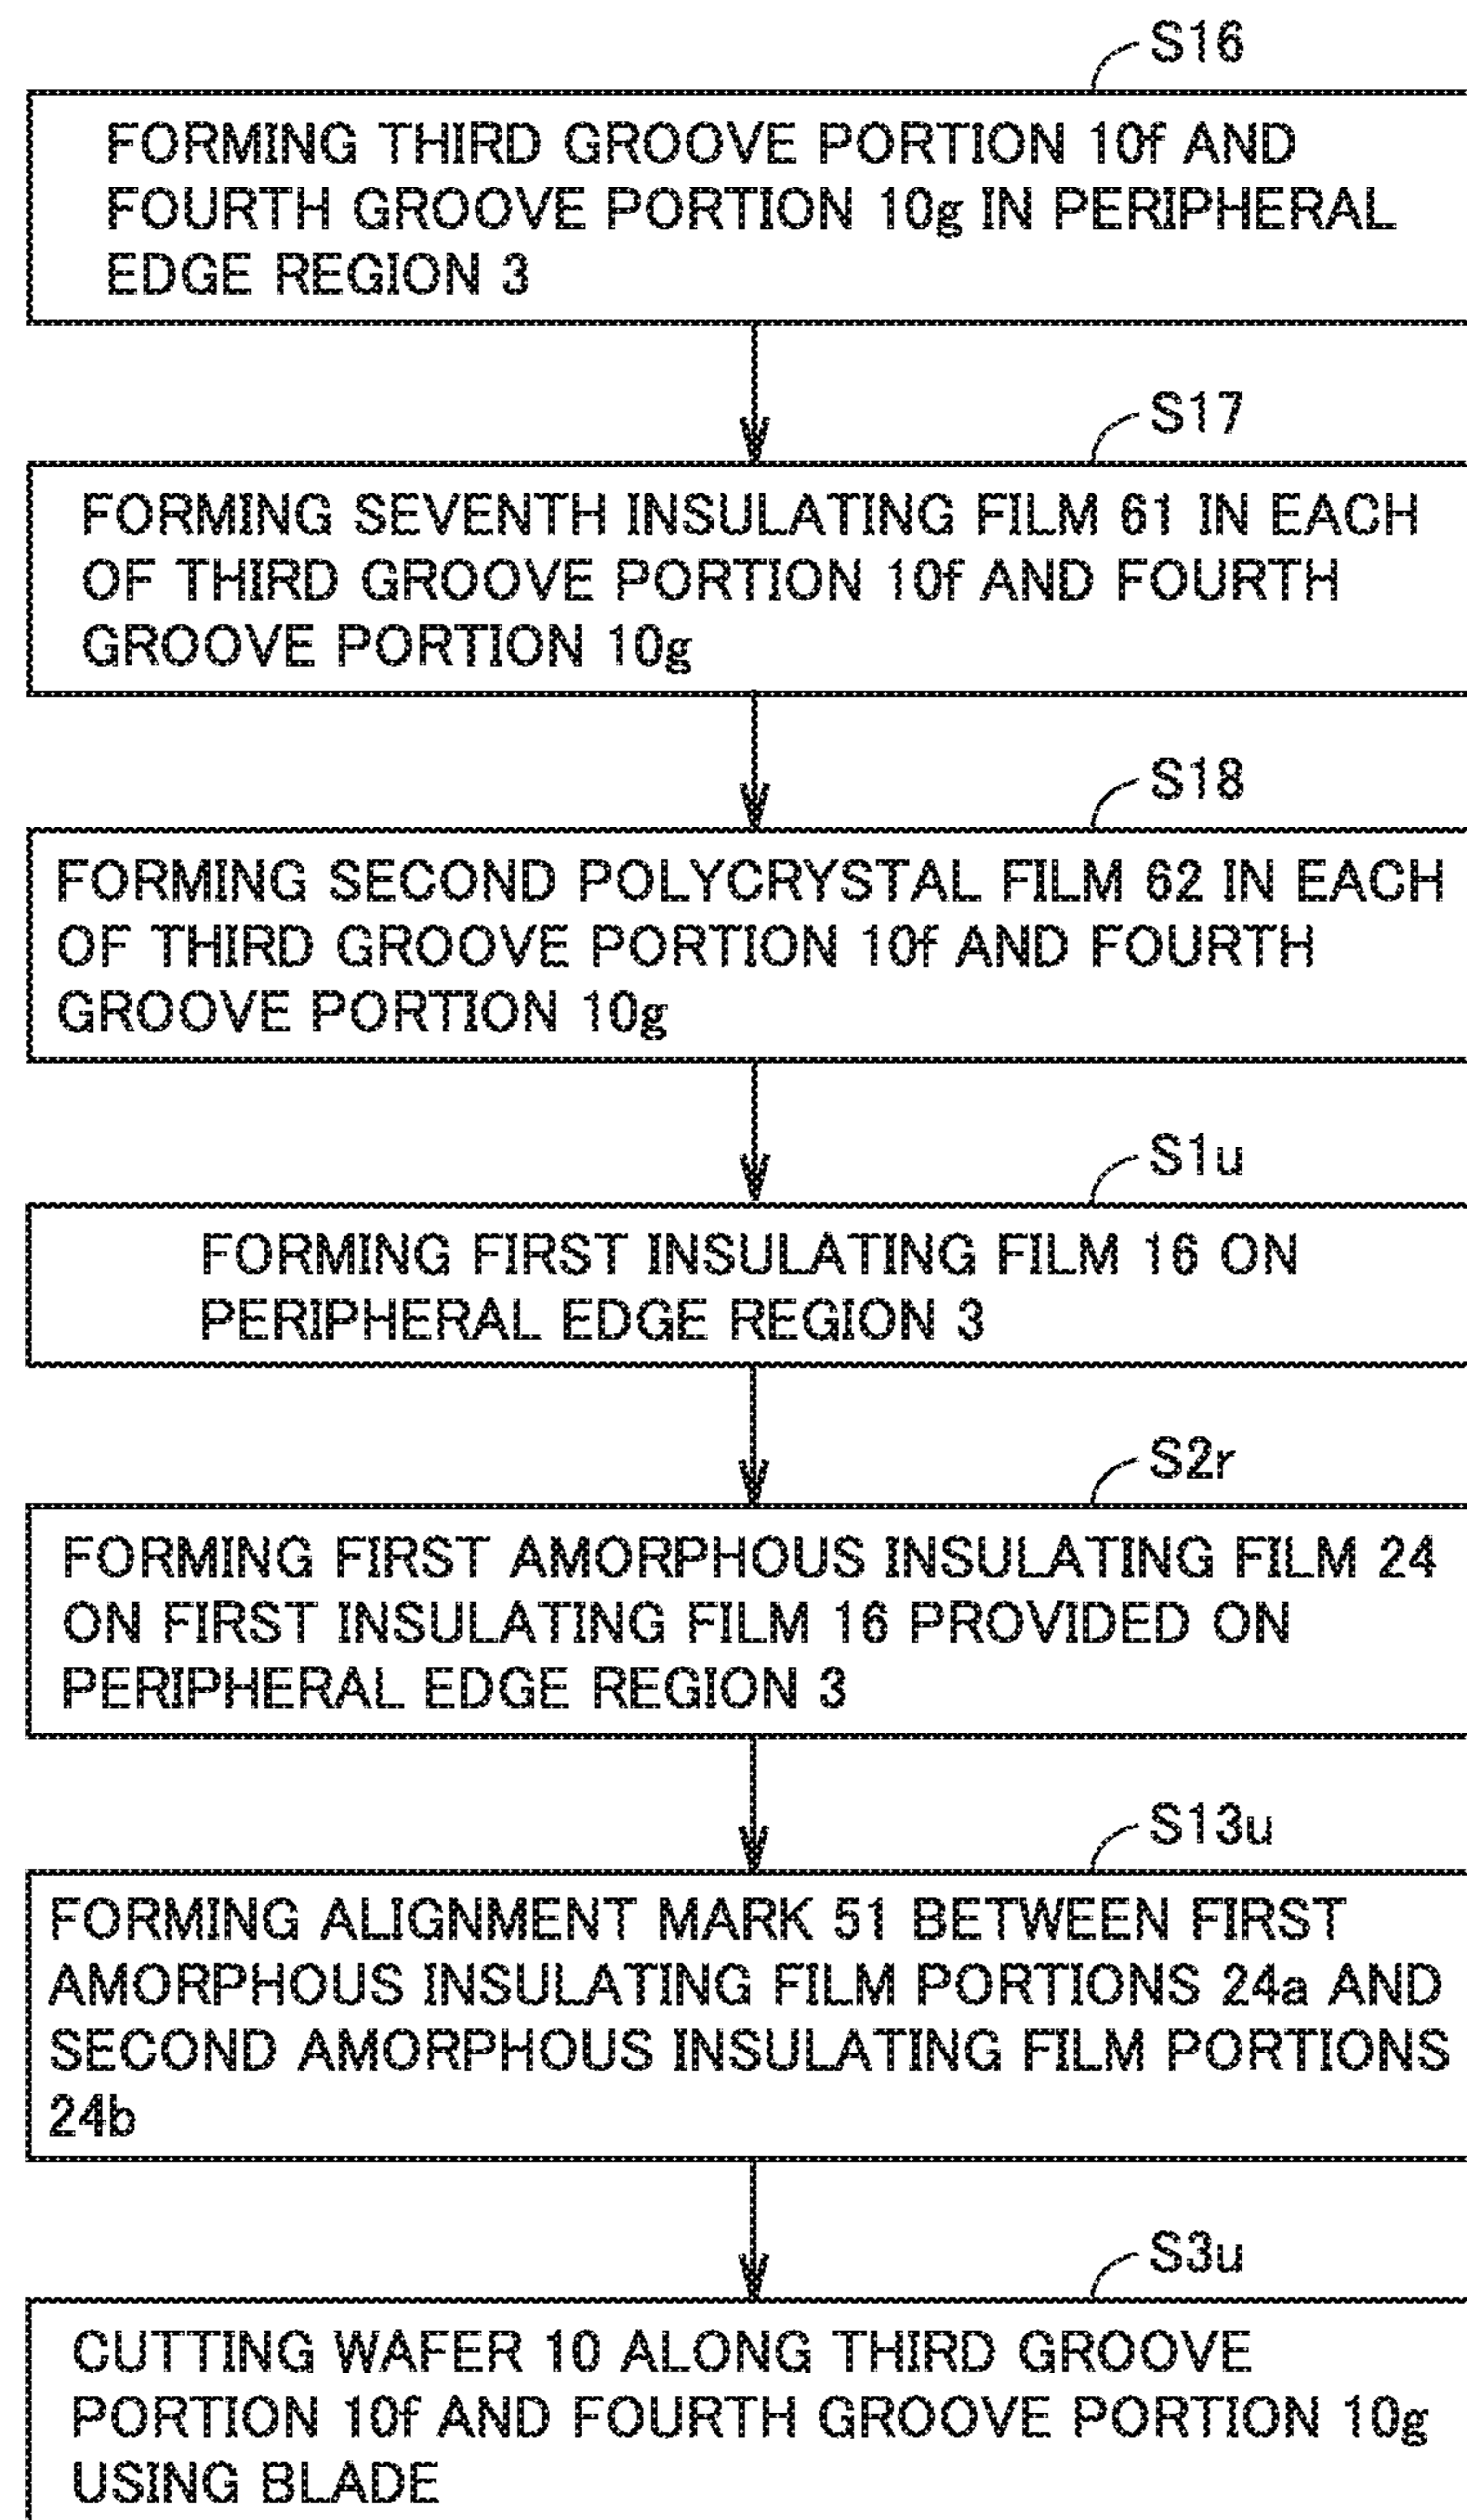 S16
FORMING THIRD GROOVE PORTION 10f AND
FOURTH GROOVE PORTION 10g IN PERIPHERAL
EDGE REGION 3
S17
FORMING SEVENTH INSULATING FILM 61 IN EACH
OF THIRD GROOVE PORTION 10f AND FOURTH
GROOVE PORTION 10g
S18
FORMING SECOND POLYCRYSTAL FILM 62 IN EACH
OF THIRD GROOVE PORTION 10f AND FOURTH
GROOVE PORTION 10g
S1u
FORMING FIRST INSULATING FILM 16 ON
PERIPHERAL EDGE REGION 3
S2r
FORMING FIRST AMORPHOUS INSULATING FILM 24
ON FIRST INSULATING FILM 16 PROVIDED ON
PERIPHERAL EDGE REGION 3
S13u
FORMING ALIGNMENT MARK 51 BETWEEN FIRST
AMORPHOUS INSULATING FILM PORTIONS 24a AND
SECOND AMORPHOUS INSULATING FILM PORTIONS
24b
S3u
CUTTING WAFER 10 ALONG THIRD GROOVE
PORTION 10f AND FOURTH GROOVE PORTION 10g
USING BLADE